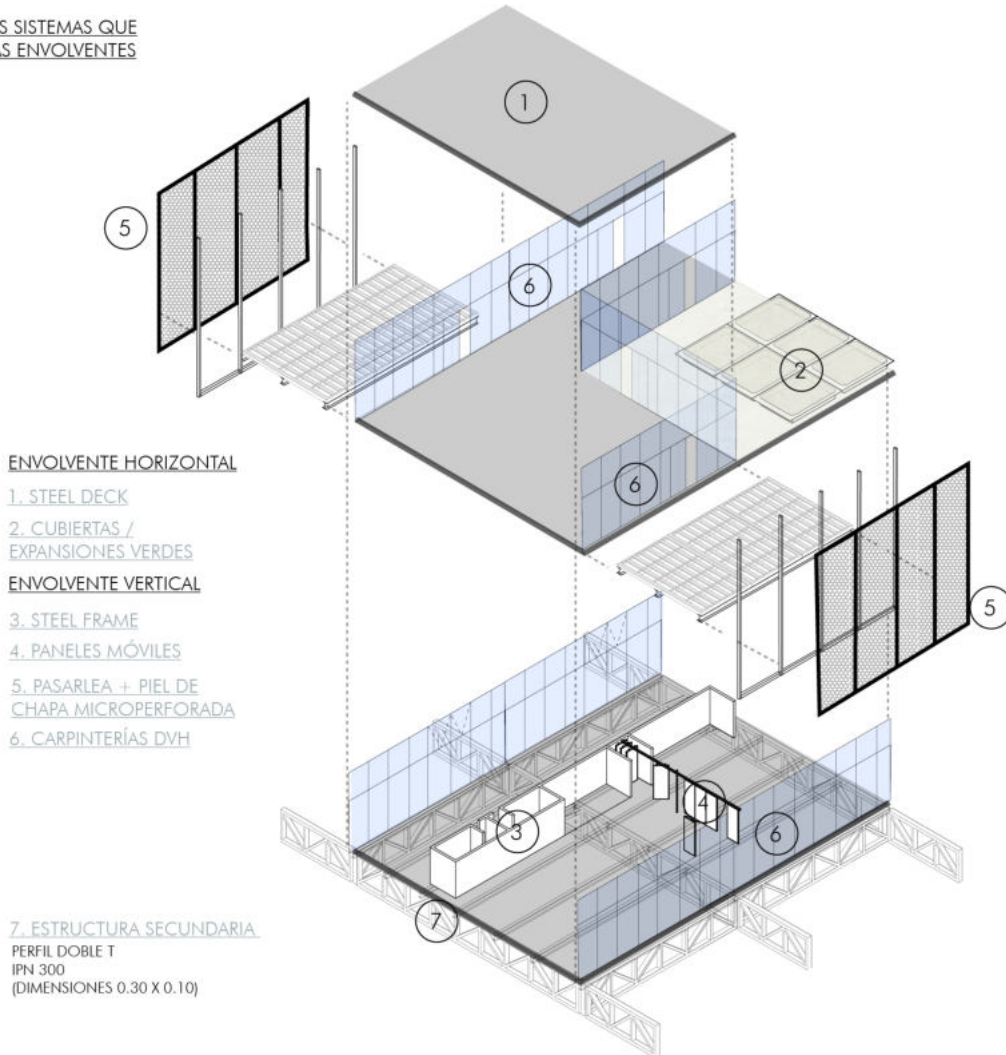 S SISTEMAS QUE
AS ENVOLVENTES
1
5
6
2
6
ENVOLVENTE HORIZONTAL
1. STEEL DECK
2. CUBIERTAS /
EXPANSIONES VERDES
ENVOLVENTE VERTICAL
3. STEEL FRAME
4. PANELES MÓVILES
5. PASARLEA + PIEL DE
CHAPA MICROPERFORADA
6. CARPINTERÍAS DVH
5
4
3
6
7
7. ESTRUCTURA SECUNDARIA
PERFIL DOBLE T
IPN 300
(DIMENSIONES 0.30 X 0.10)